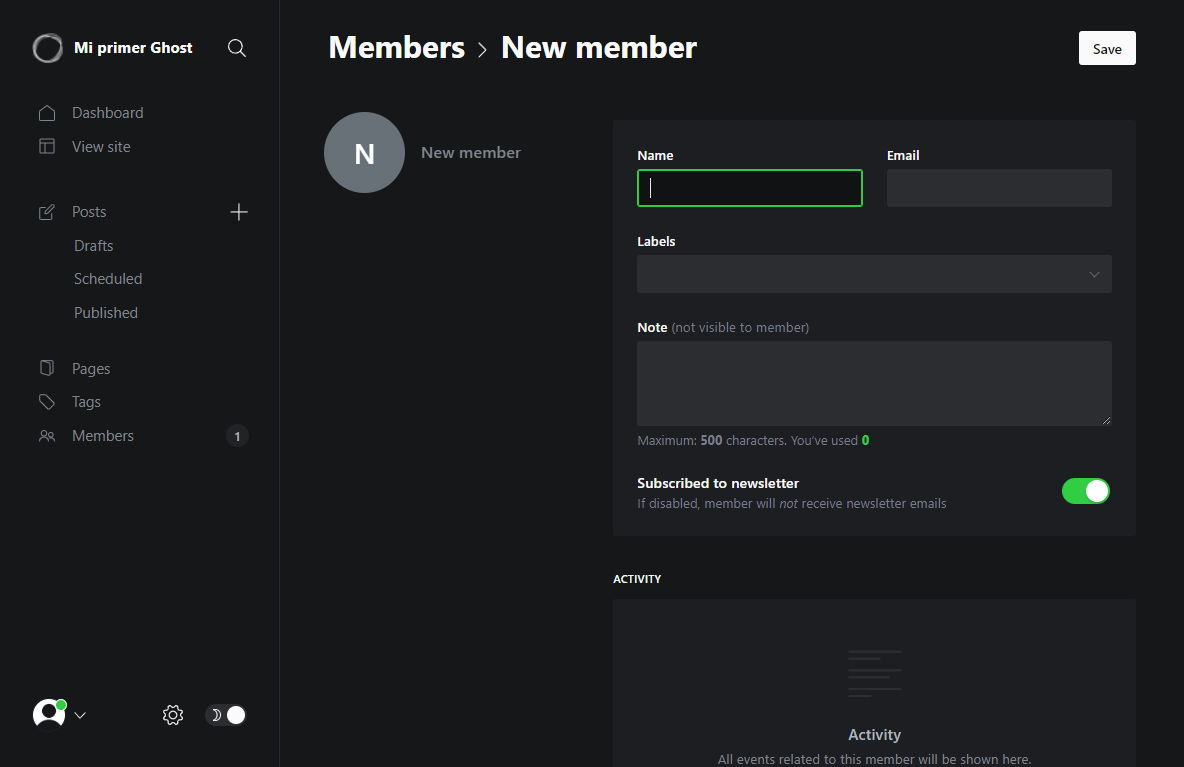 Mi primer Ghost
Dashboard
View site
Posts
Drafts
Scheduled
Published
Pages
Tags
Members 1
Members > New member
Save
N New member
Name Email
Labels
Note (not visible to member)
Maximum: 500 characters. You've used 0
Subscribed to newsletter
If disabled, member will not receive newsletter emails
ACTIVITY
Activity
All events related to this member will be shown here.